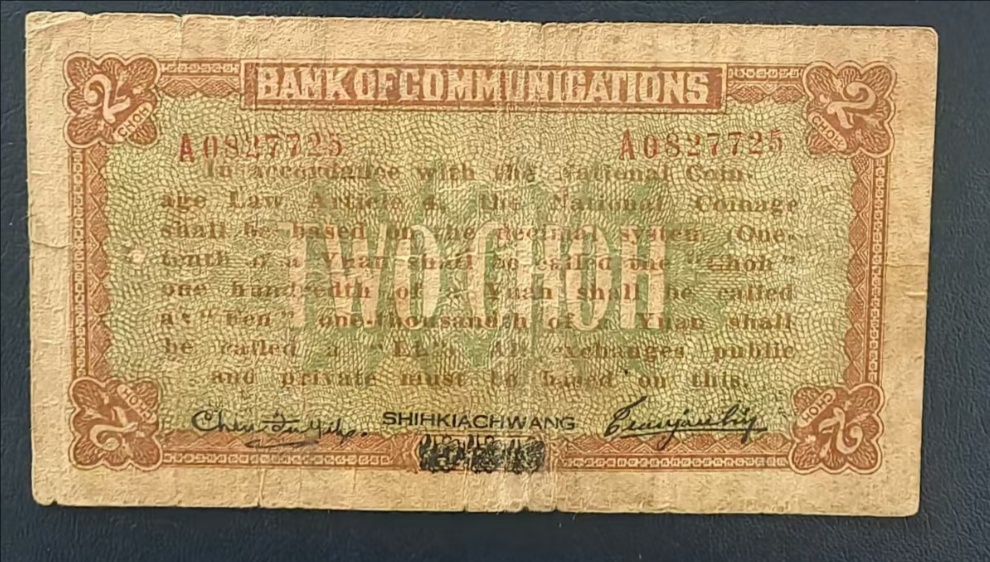 BANK OF COMMUNICATIONS
2 2
CHOH CHOH
A0827725 A0827725
In accordance with the National Coin-
age Law Article 4, the National Coinage
shall be based on the decimal system (One-
tenth of a Yuan shall be called one "Choh"
one hundredth of a Yuan shall be called
a "Fen" one-thousandth of a Yuan shall
be called a "Li"). All exchanges public
and private must be based on this.
TWO CHOH
SHIHKIACHWANG
2 2
CHOH CHOH